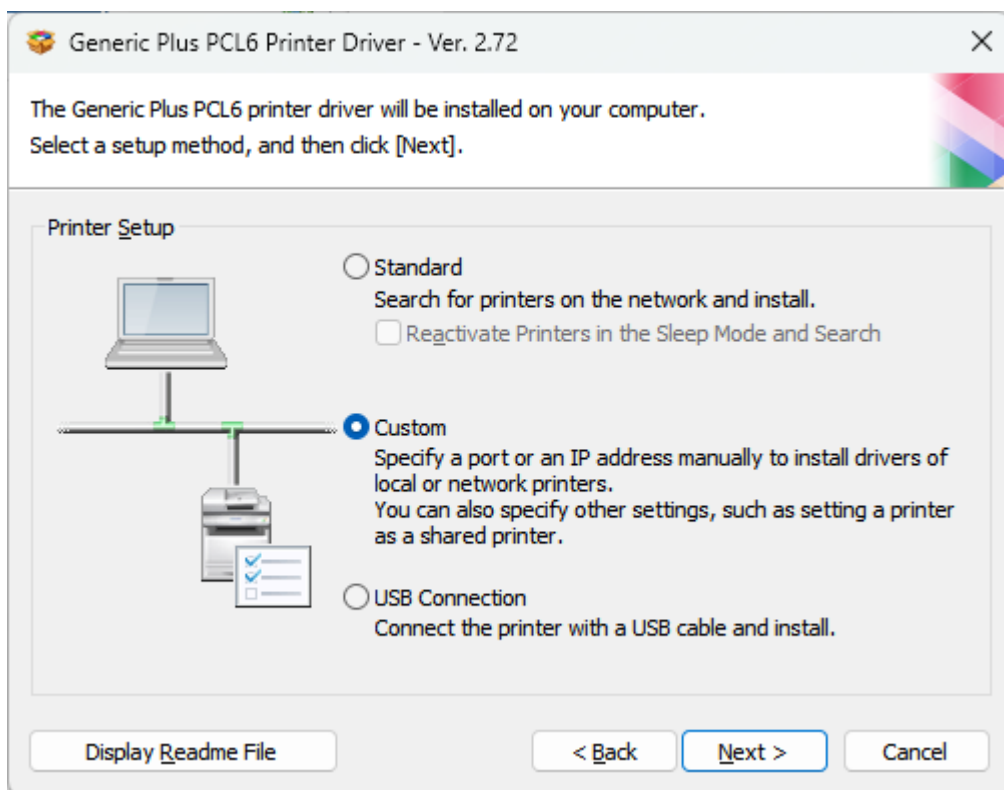 Generic Plus PCL6 Printer Driver - Ver. 2.72
The Generic Plus PCL6 printer driver will be installed on your computer.
Select a setup method, and then click [Next].
Printer Setup
Standard
Search for printers on the network and install.
Reactivate Printers in the Sleep Mode and Search
Custom
Specify a port or an IP address manually to install drivers of
local or network printers.
You can also specify other settings, such as setting a printer
as a shared printer.
USB Connection
Connect the printer with a USB cable and install.
Display Readme File
< Back
Next >
Cancel